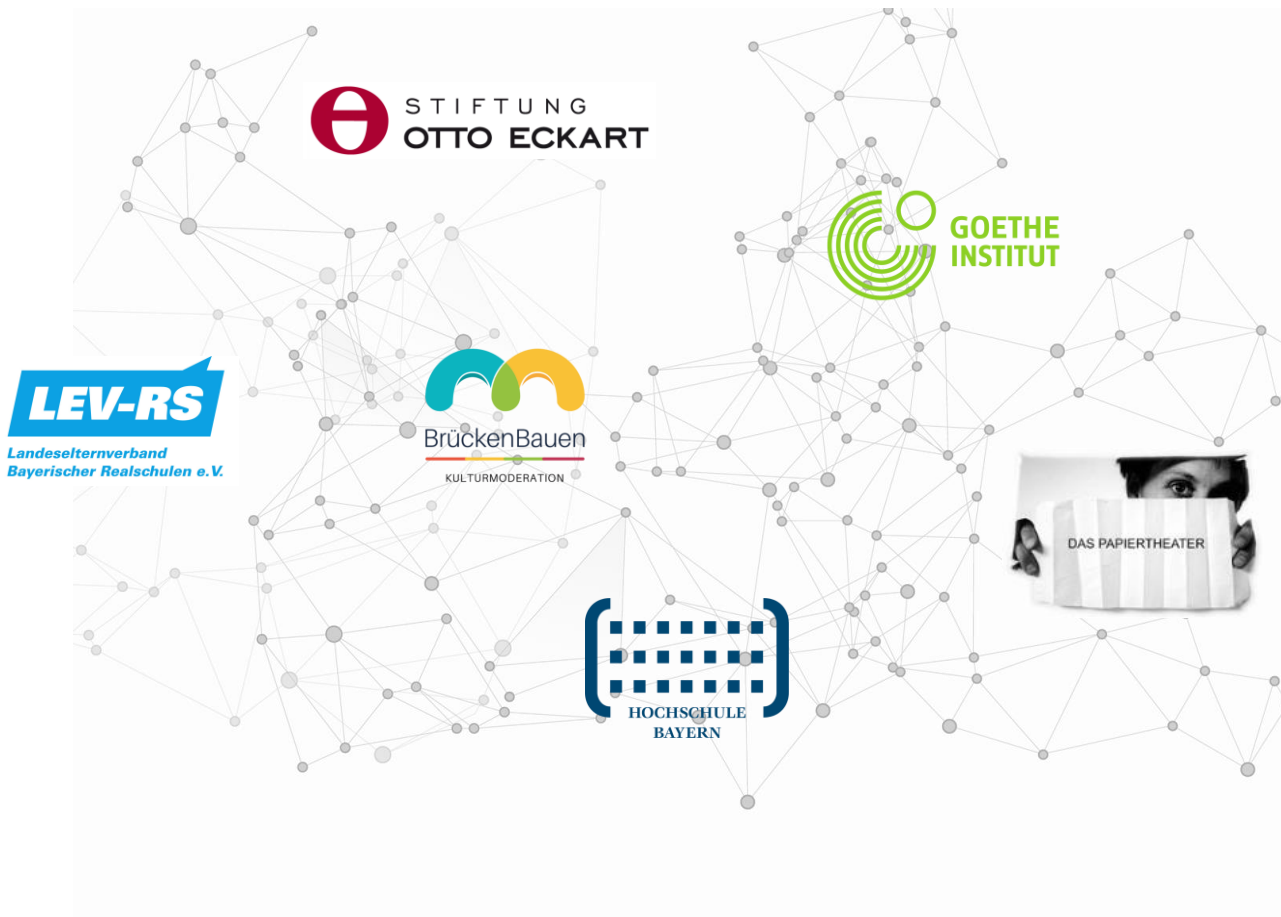 STIFTUNG
OTTO ECKART
GOETHE
INSTITUT
LEV-RS
Landeselternverband
Bayerischer Realschulen e.V.
BrückenBauen
KULTURMODERATION
DAS PAPIERTHEATER
HOCHSCHULE
BAYERN